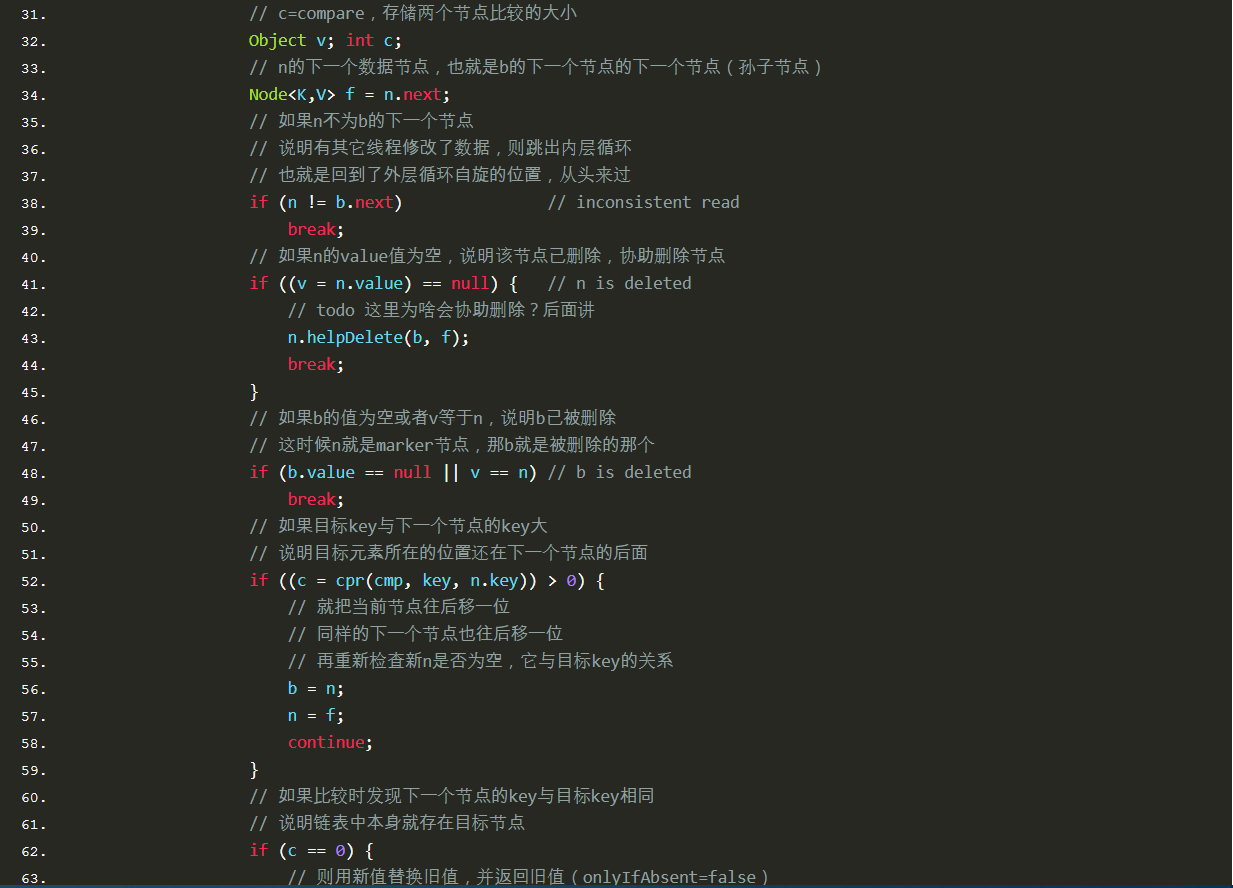 31. // c=compare，存储两个节点比较的大小
32. Object v; int c;
33. // n的下一个数据节点，也就是b的下一个节点的下一个节点（孙子节点）
34. Node<K,V> f = n.next;
35. // 如果n不为b的下一个节点
36. // 说明有其它线程修改了数据，则跳出内层循环
37. // 也就是回到了外层循环自旋的位置，从头来过
38. if (n != b.next)               // inconsistent read
39.     break;
40. // 如果n的value值为空，说明该节点已删除，协助删除节点
41. if ((v = n.value) == null) {   // n is deleted
42.     // todo 这里为啥会协助删除？后面讲
43.     n.helpDelete(b, f);
44.     break;
45. }
46. // 如果b的值为空或者v等于n，说明b已被删除
47. // 这时候n就是marker节点，那b就是被删除的那个
48. if (b.value == null || v == n) // b is deleted
49.     break;
50. // 如果目标key与下一个节点的key大
51. // 说明目标元素所在的位置还在下一个节点的后面
52. if ((c = cpr(cmp, key, n.key)) > 0) {
53.     // 就把当前节点往后移一位
54.     // 同样的下一个节点也往后移一位
55.     // 再重新检查新n是否为空，它与目标key的关系
56.     b = n;
57.     n = f;
58.     continue;
59. }
60. // 如果比较时发现下一个节点的key与目标key相同
61. // 说明链表中本身就存在目标节点
62. if (c == 0) {
63.     // 则用新值替换旧值，并返回旧值（onlyIfAbsent=false）